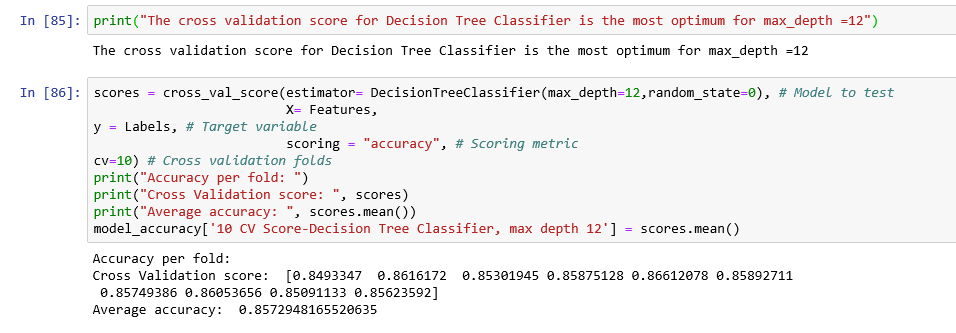 In [85]: print("The cross validation score for Decision Tree Classifier is the most optimum for max_depth =12")
The cross validation score for Decision Tree Classifier is the most optimum for max_depth =12
In [86]: scores = cross_val_score(estimator= DecisionTreeClassifier(max_depth=12,random_state=0), # Model to test
X= Features,
y = Labels, # Target variable
scoring = "accuracy", # Scoring metric
cv=10) # Cross validation folds
print("Accuracy per fold: ")
print("Cross Validation score: ", scores)
print("Average accuracy: ", scores.mean())
model_accuracy['10 CV Score-Decision Tree Classifier, max depth 12'] = scores.mean()
Accuracy per fold:
Cross Validation score:  [0.8493347  0.8616172  0.85301945 0.85875128 0.86612078 0.85892711
 0.85749386 0.86053656 0.85091133 0.85623592]
Average accuracy:  0.8572948165520635